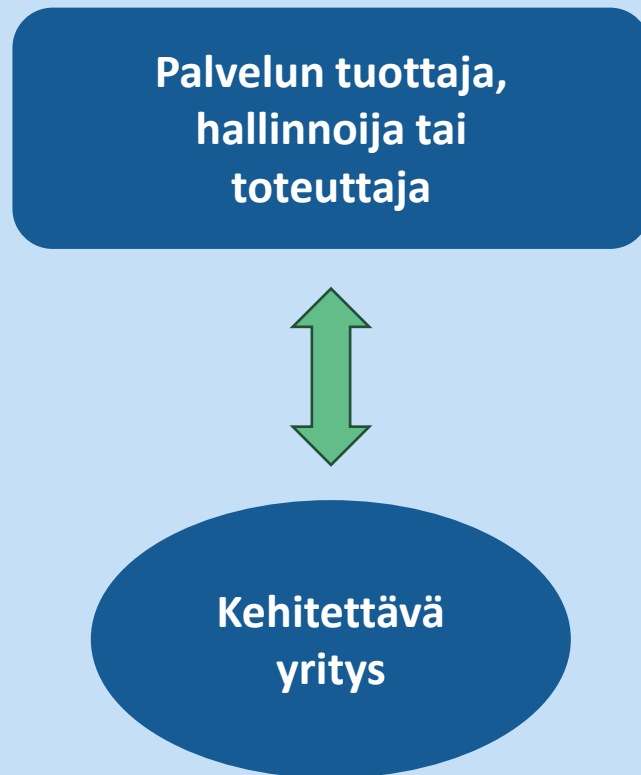 Palvelun tuottaja,
hallinnoija tai
toteuttaja
Kehitettävä
yritys